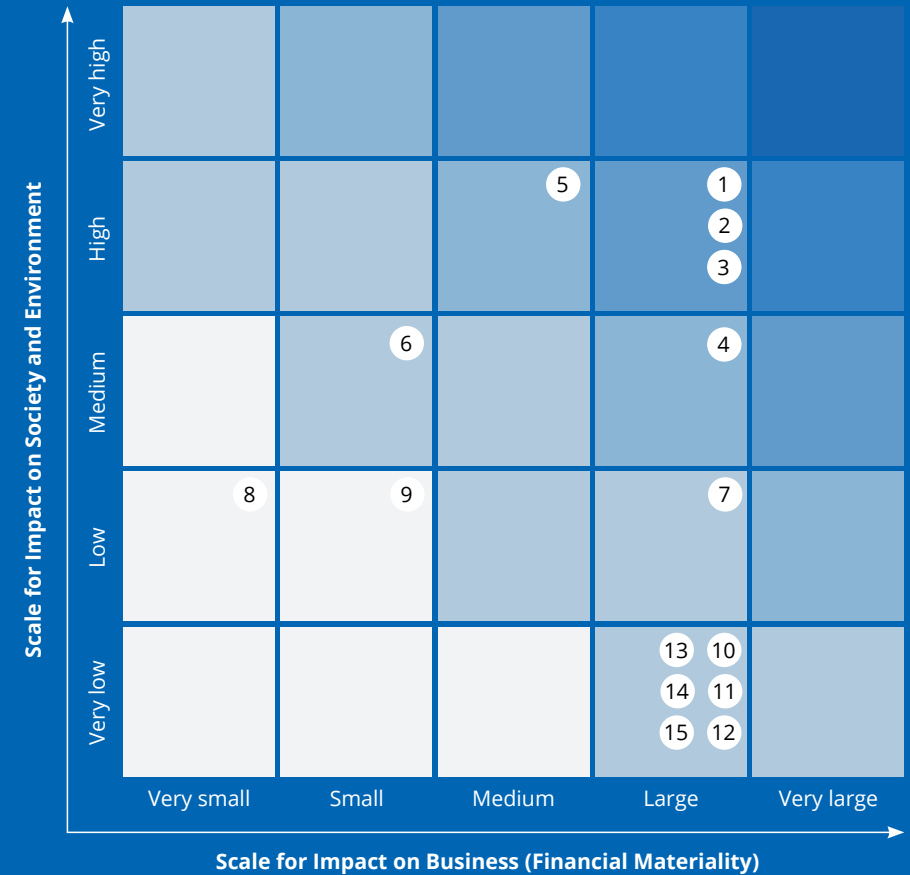 Scale for Impact on Society and Environment
Very high
High
5
1
2
3
Medium
6
4
Low
8
9
7
Very low
13 10
14 11
15 12
Very small
Small
Medium
Large
Very large
Scale for Impact on Business (Financial Materiality)